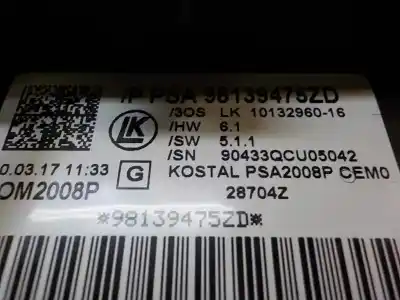 /P PSA 98139475ZD
/3OS LK 10132960-16
/HW 6.1
/SW 5.1.1
/SN 90433QCU05042
LK
0.03.17 11:33
G
KOSTAL PSA2008P CEM0
OM2008P
28704Z
*98139475ZD*